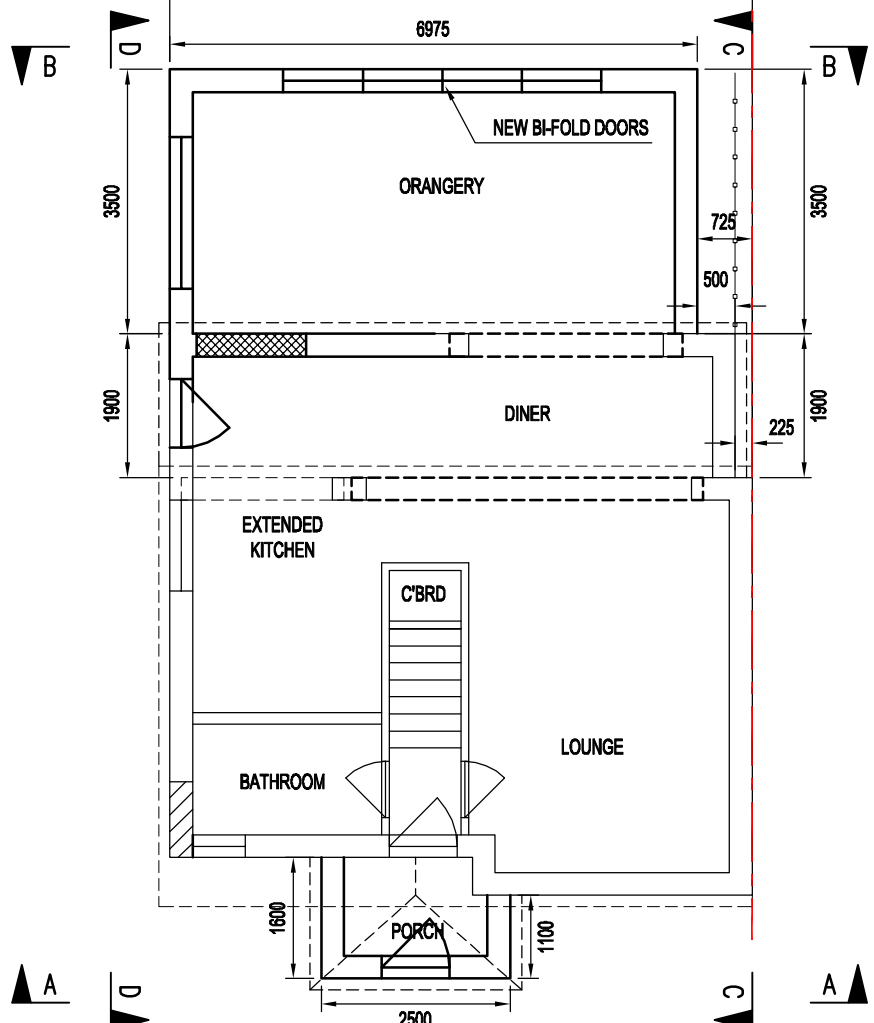 6975
D
C
B
B
NEW BI-FOLD DOORS
ORANGERY
3500
3500
725
500
1900
DINER
1900
225
EXTENDED
KITCHEN
C'BRD
LOUNGE
BATHROOM
1600
PORCH
1100
A
D
C
A
2500